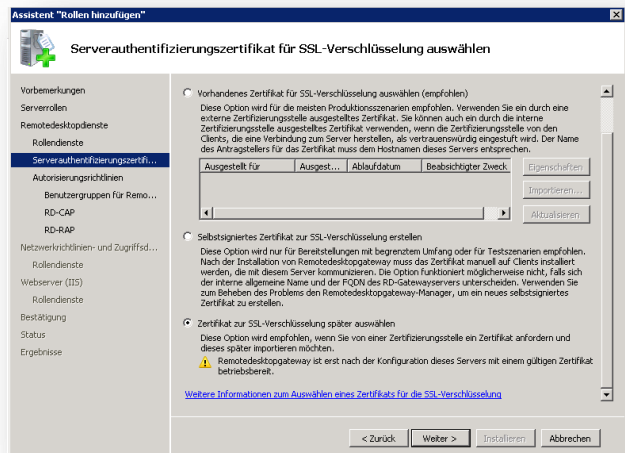 Assistent "Rollen hinzufügen"
Serverauthentifizierungszertifikat für SSL-Verschlüsselung auswählen
Vorbemerkungen
Serverrollen
Remotedesktopdienste
Rollendienste
Serverauthentifizierungszertifi...
Autorisierungsrichtlinien
Benutzergruppen für Remo...
RD-CAP
RD-RAP
Netzwerkrichtlinien- und Zugriffsd...
Rollendienste
Webserver (IIS)
Rollendienste
Bestätigung
Status
Ergebnisse
Vorhandenes Zertifikat für SSL-Verschlüsselung auswählen (empfohlen)
Diese Option wird für die meisten Produktionsszenarien empfohlen. Verwenden Sie ein durch eine
externe Zertifizierungsstelle ausgestelltes Zertifikat. Sie können auch ein durch die interne
Zertifizierungsstelle ausgestelltes Zertifikat verwenden, wenn die Zertifizierungsstelle von den
Clients, die eine Verbindung zum Server herstellen, als vertrauenswürdig eingestuft wird. Der Name
des Antragstellers für das Zertifikat muss dem Hostnamen dieses Servers entsprechen.
Ausgestellt für Ausgest... Ablaufdatum Beabsichtigter Zweck
Eigenschaften
Importieren...
Aktualisieren
Selbstsigniertes Zertifikat zur SSL-Verschlüsselung erstellen
Diese Option wird nur für Bereitstellungen mit begrenztem Umfang oder für Testszenarien empfohlen.
Nach der Installation von Remotedesktopgateway muss das Zertifikat manuell auf Clients installiert
werden, die mit diesem Server kommunizieren. Die Option funktioniert möglicherweise nicht, falls sich
der interne allgemeine Name und der FQDN des RD-Gatewayservers unterscheiden. Verwenden Sie
zum Beheben des Problems den Remotedesktopgateway-Manager, um ein neues selbstsigniertes
Zertifikat zu erstellen.
Zertifikat zur SSL-Verschlüsselung später auswählen
Diese Option wird empfohlen, wenn Sie von einer Zertifizierungsstelle ein Zertifikat anfordern und
dieses später importieren möchten.
Remotedesktopgateway ist erst nach der Konfiguration dieses Servers mit einem gültigen Zertifikat
betriebsbereit.
Weitere Informationen zum Auswählen eines Zertifikats für die SSL-Verschlüsselung
< Zurück Weiter > Installieren Abbrechen